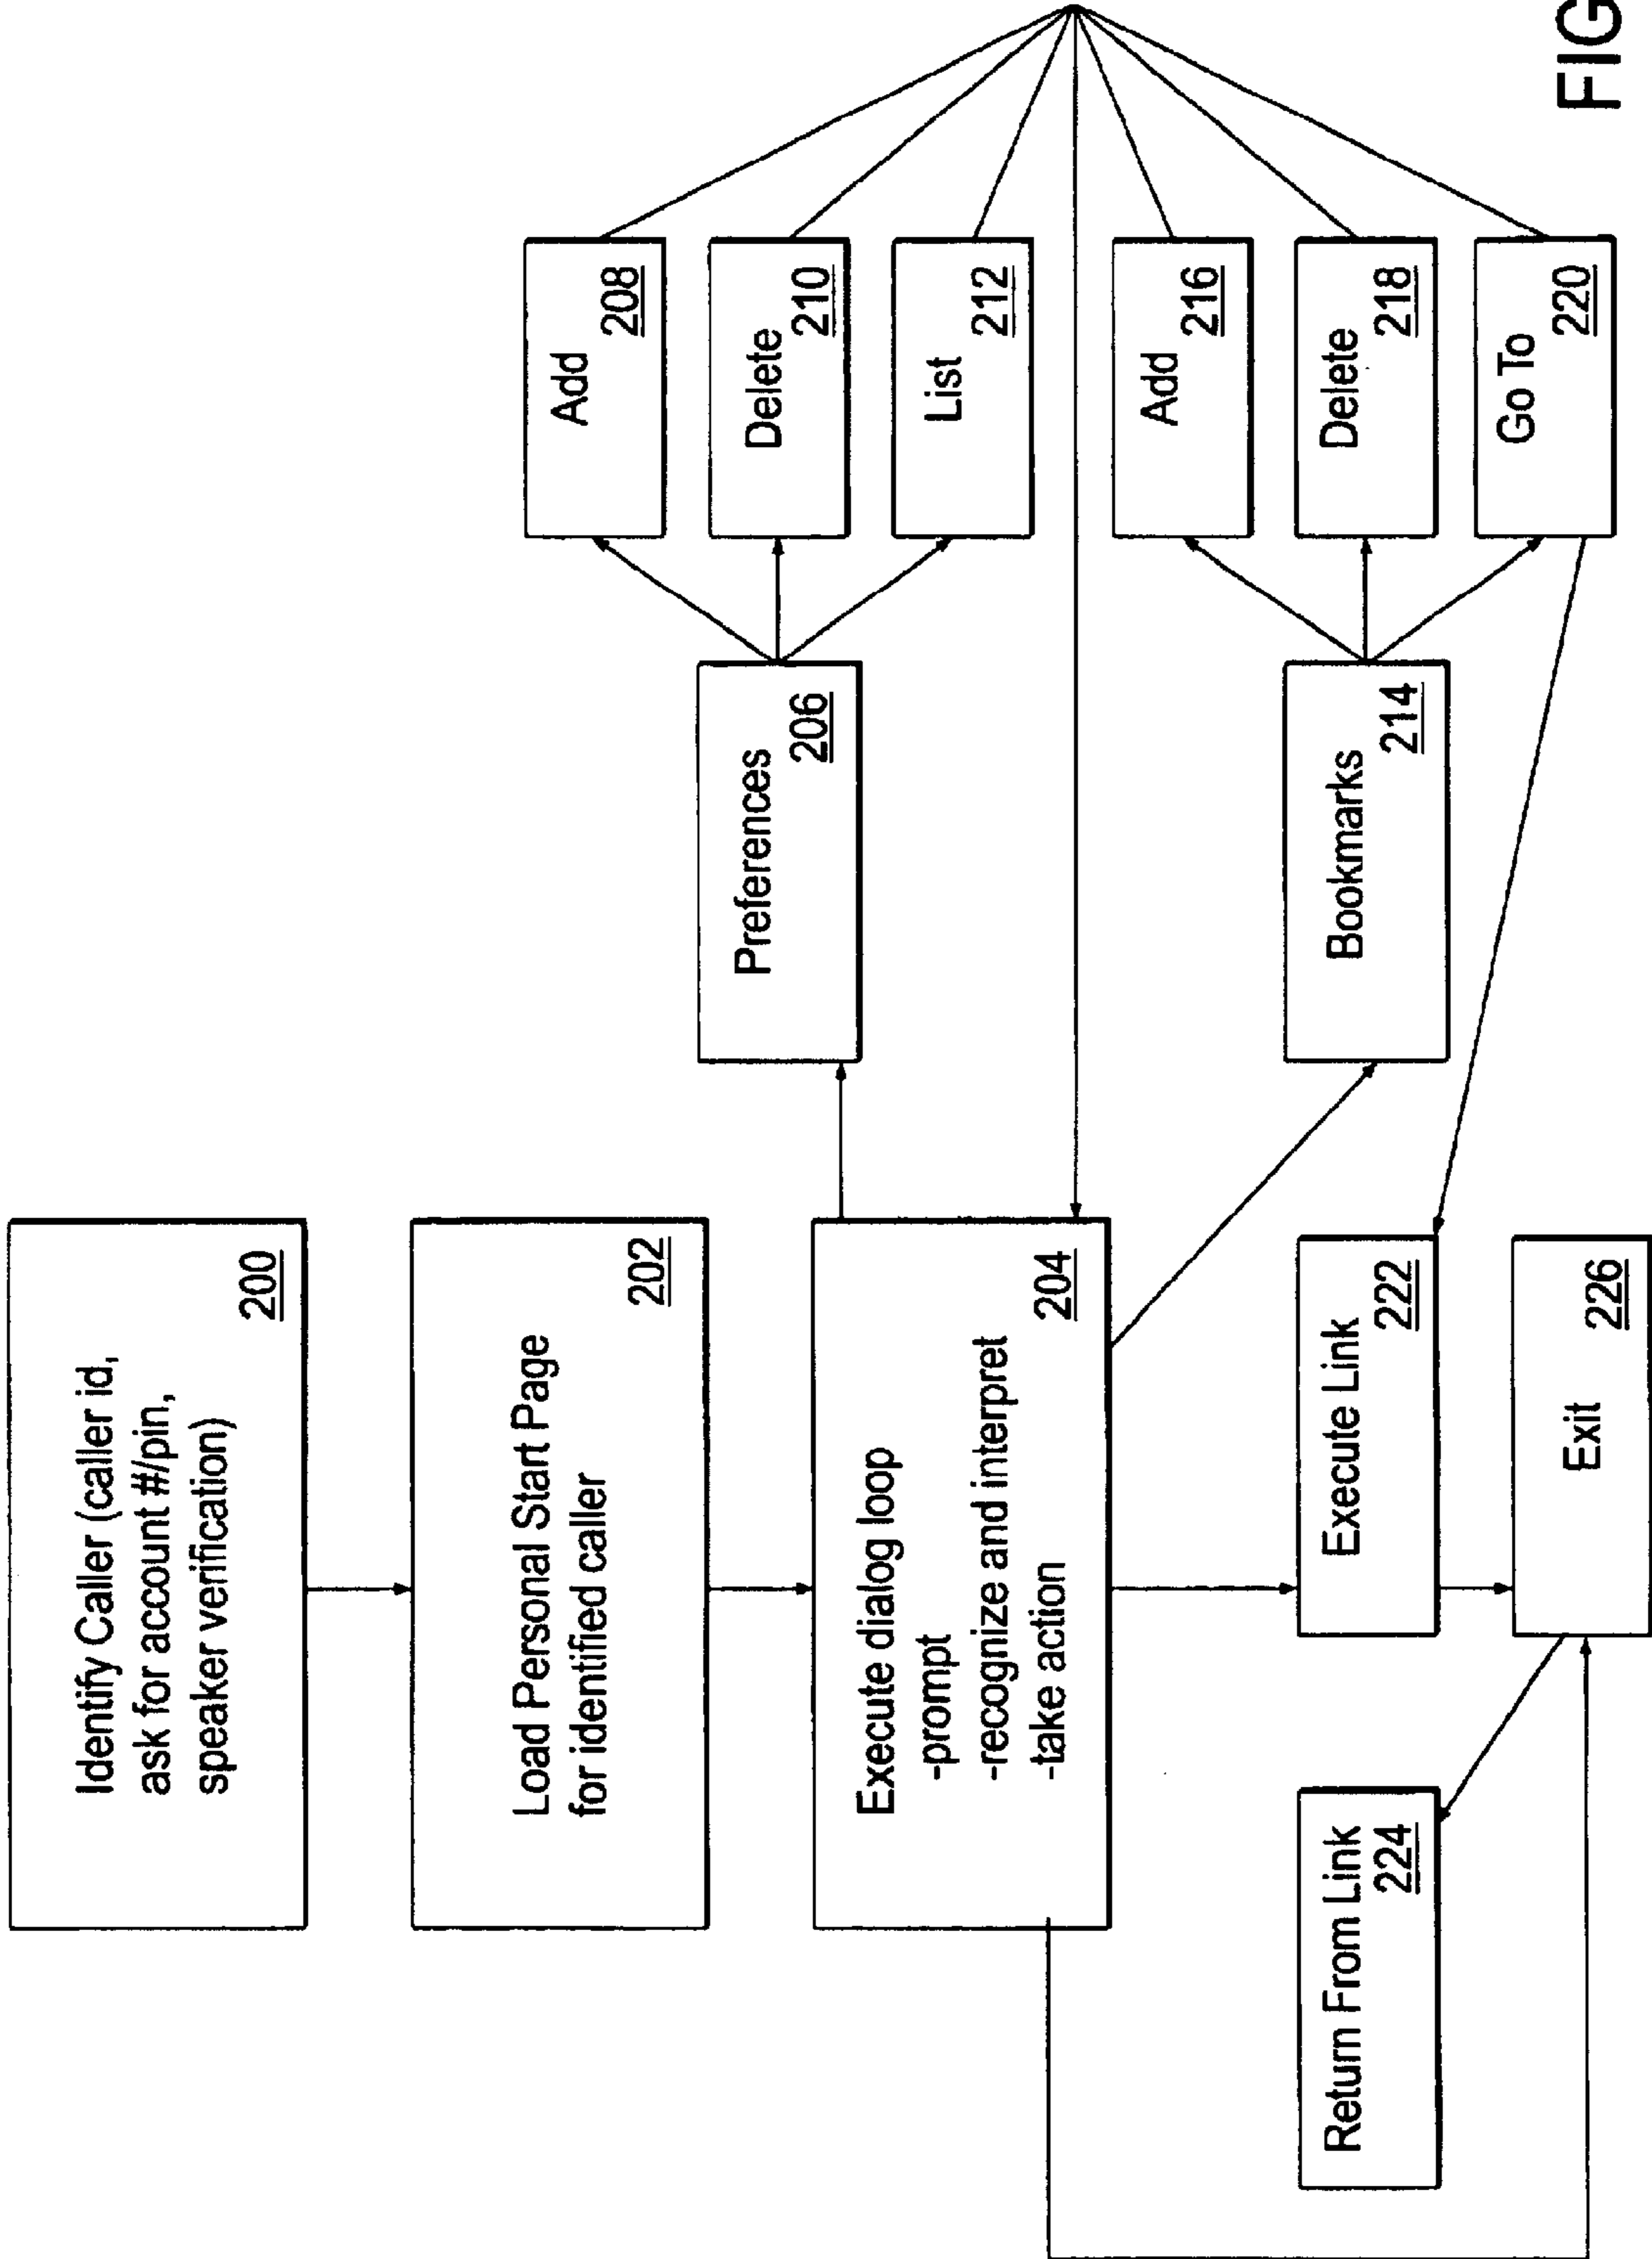 Identify Caller (caller id,
ask for account #/pin,
speaker verification)
200
Load Personal Start Page
for identified caller
202
Execute dialog loop
-prompt
-recognize and interpret
-take action
204
Preferences
206
Add
208
Delete
210
List
212
Bookmarks
214
Add
216
Delete
218
Go To
220
Execute Link
222
Return From Link
224
Exit
226
FIG